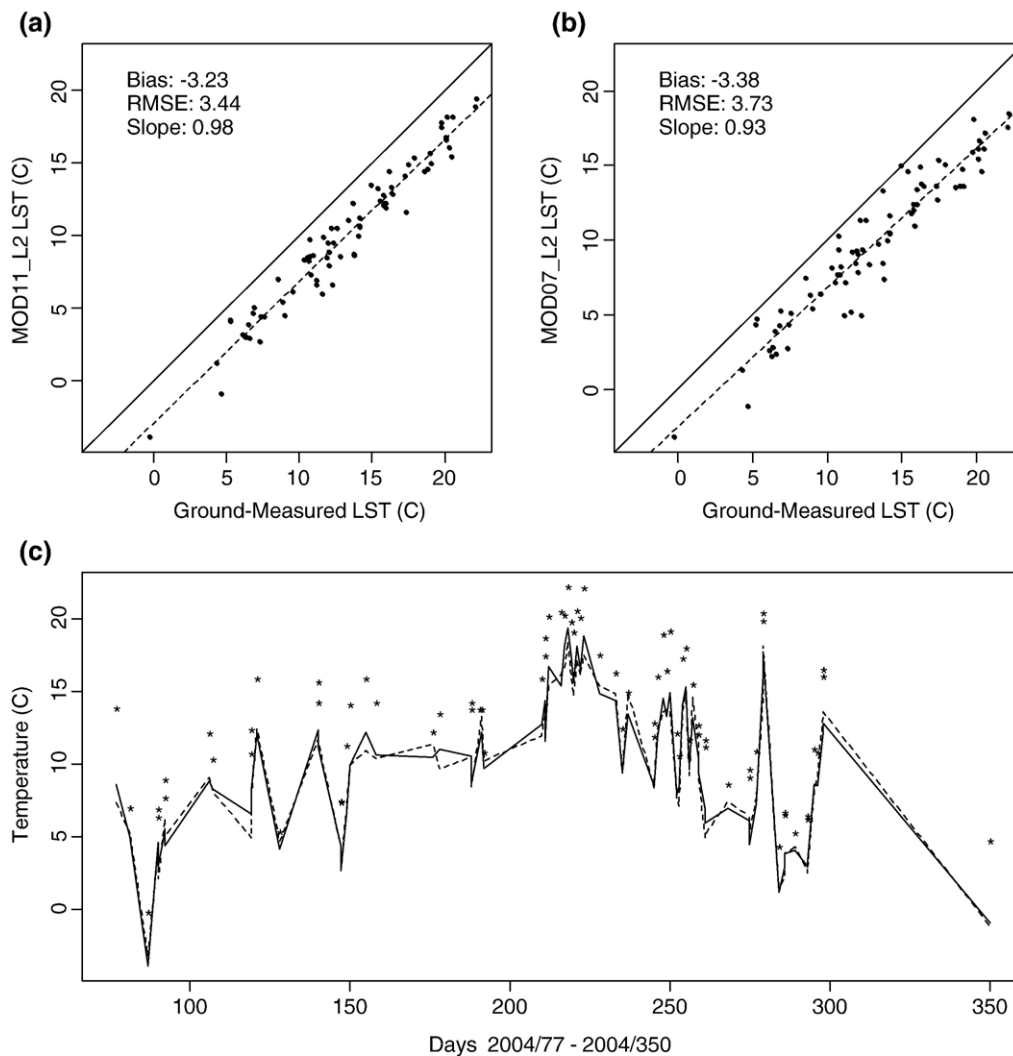 (a)
Bias: -3.23
RMSE: 3.44
Slope: 0.98
MOD11_L2 LST (C)
20
15
10
5
0
0 5 10 15 20
Ground-Measured LST (C)
(b)
Bias: -3.38
RMSE: 3.73
Slope: 0.93
MOD07_L2 LST (C)
20
15
10
5
0
0 5 10 15 20
Ground-Measured LST (C)
(c)
Temperature (C)
20
15
10
5
0
100 150 200 250 300 350
Days 2004/77 - 2004/350